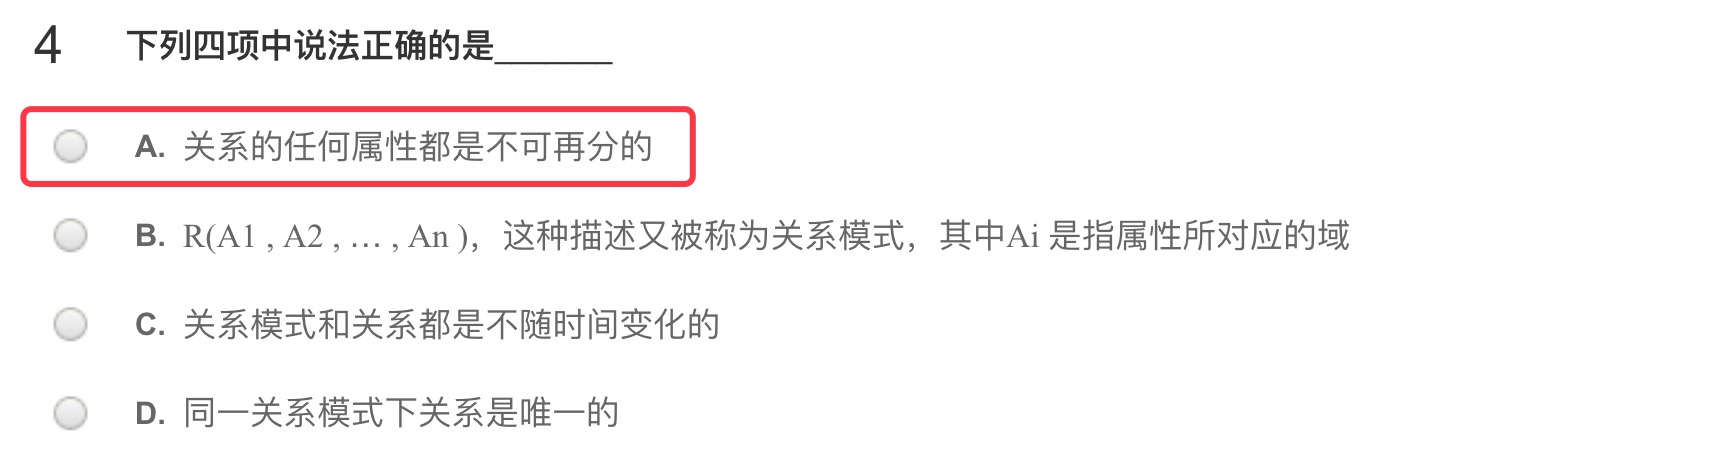 4 下列四项中说法正确的是_______
A. 关系的任何属性都是不可再分的
B. R(A1 , A2 , … , An )，这种描述又被称为关系模式，其中Ai 是指属性所对应的域
C. 关系模式和关系都是不随时间变化的
D. 同一关系模式下关系是唯一的